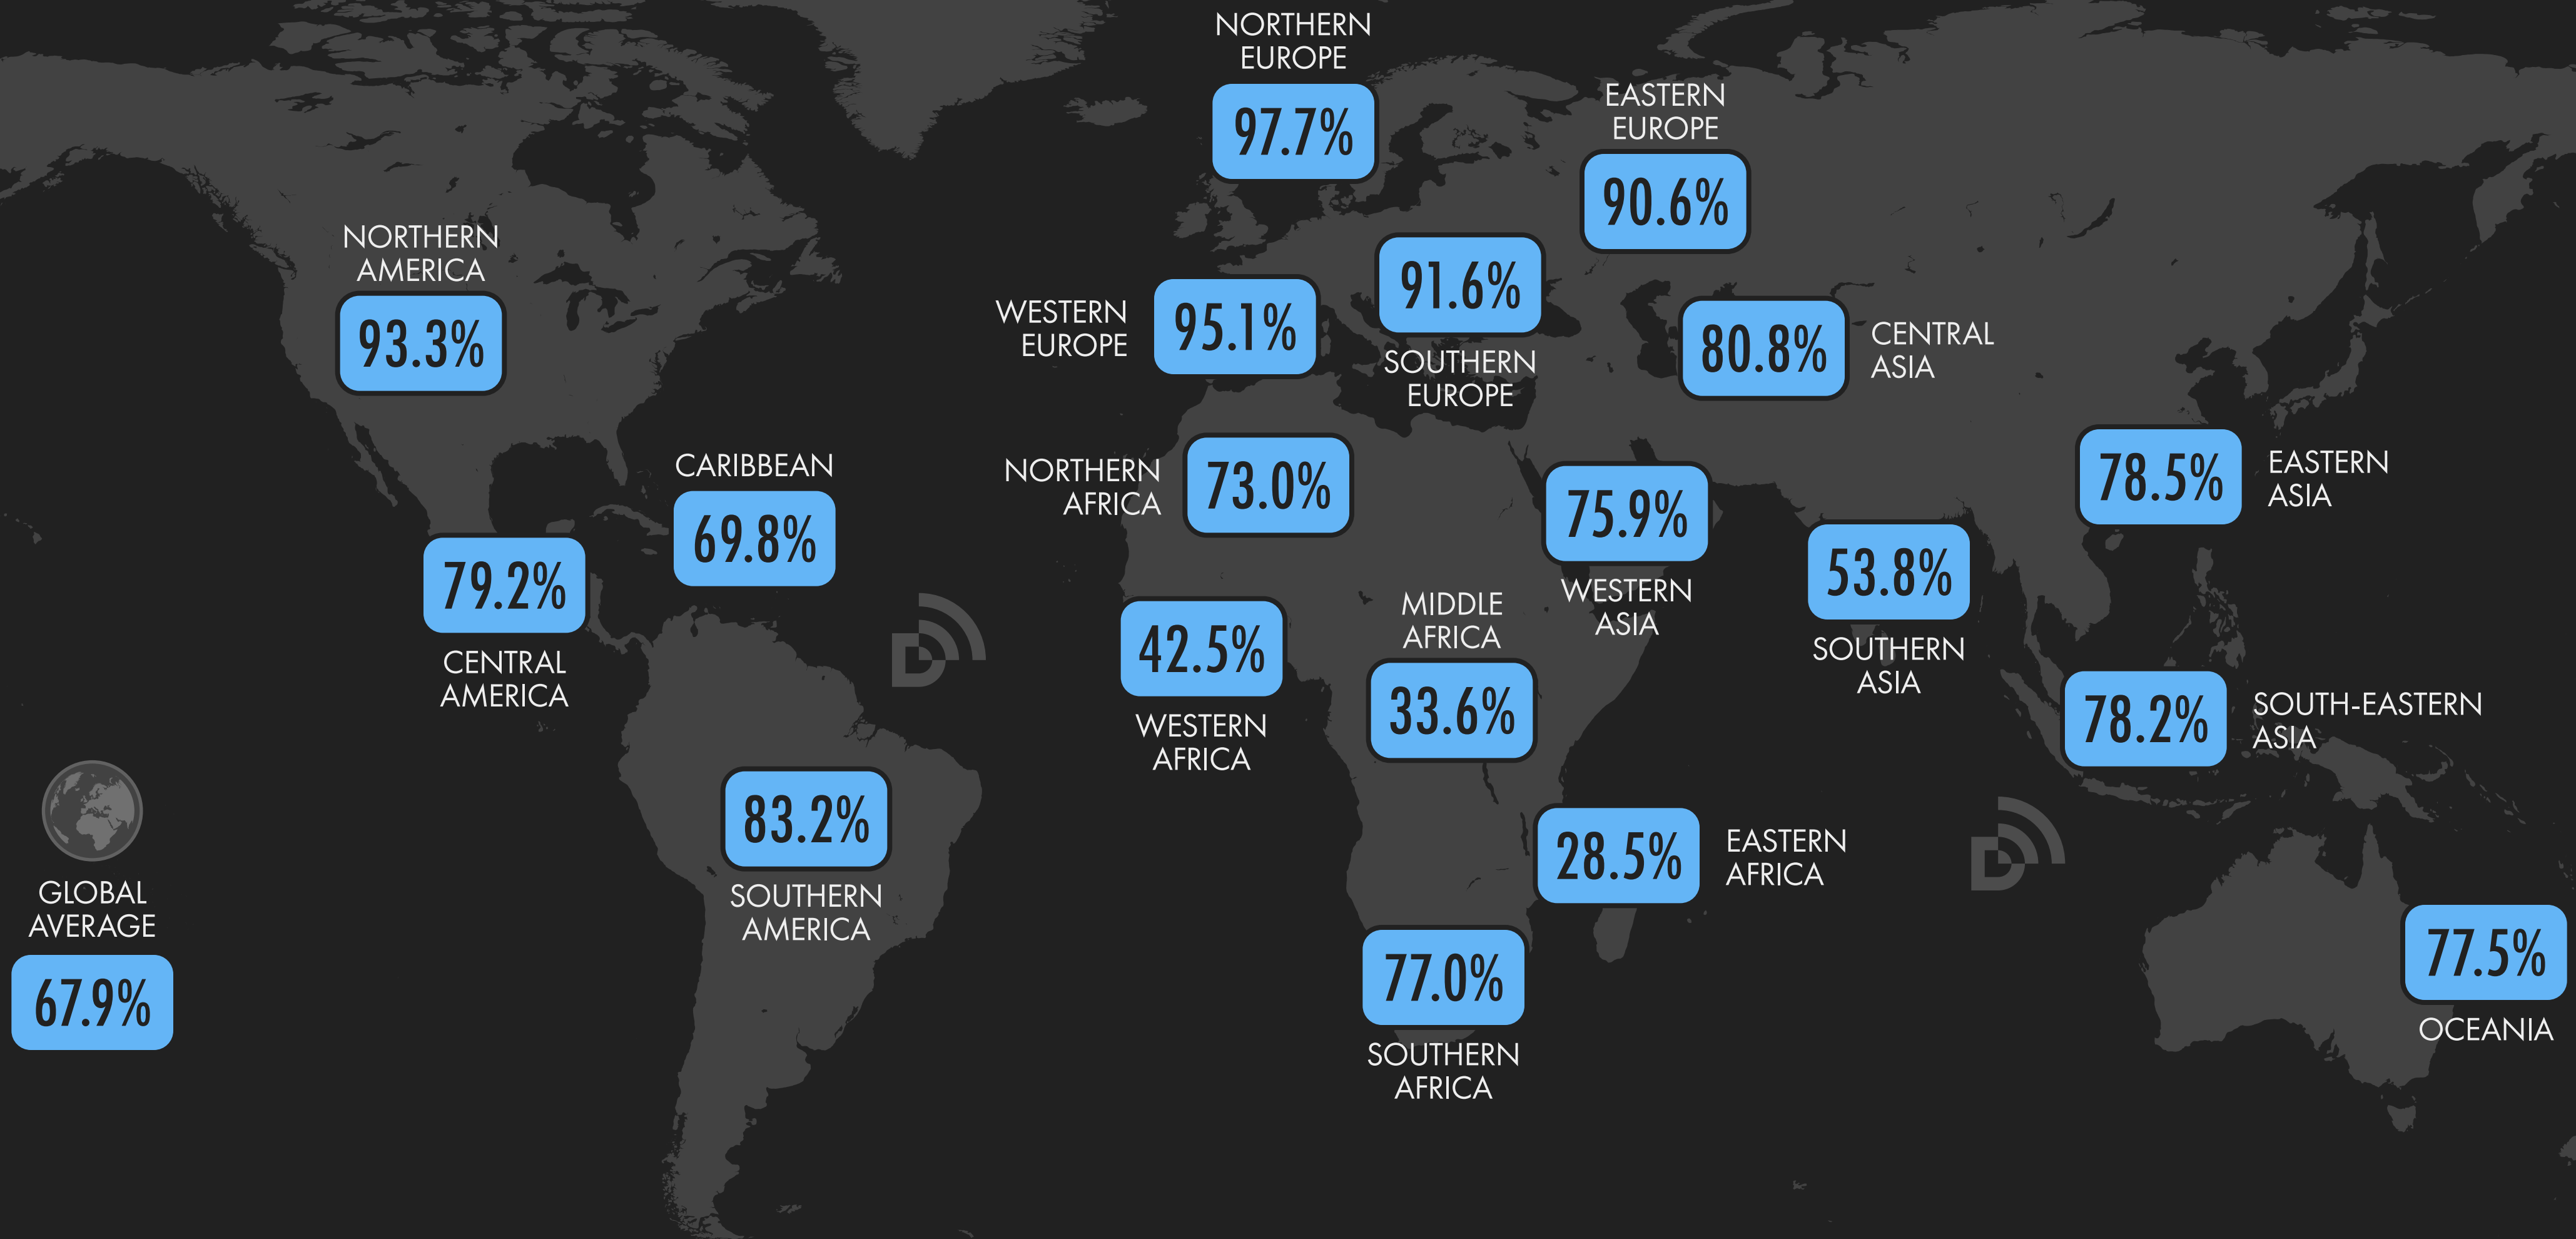 NORTHERN
EUROPE
97.7%
EASTERN
EUROPE
90.6%
NORTHERN
AMERICA
93.3%
WESTERN
EUROPE
95.1%
91.6%
SOUTHERN
EUROPE
80.8%
CENTRAL
ASIA
CARIBBEAN
69.8%
NORTHERN
AFRICA
73.0%
75.9%
WESTERN
ASIA
78.5%
EASTERN
ASIA
79.2%
CENTRAL
AMERICA
53.8%
SOUTHERN
ASIA
42.5%
WESTERN
AFRICA
MIDDLE
AFRICA
33.6%
78.2%
SOUTH-EASTERN
ASIA
83.2%
SOUTHERN
AMERICA
28.5%
EASTERN
AFRICA
GLOBAL
AVERAGE
67.9%
77.0%
SOUTHERN
AFRICA
77.5%
OCEANIA